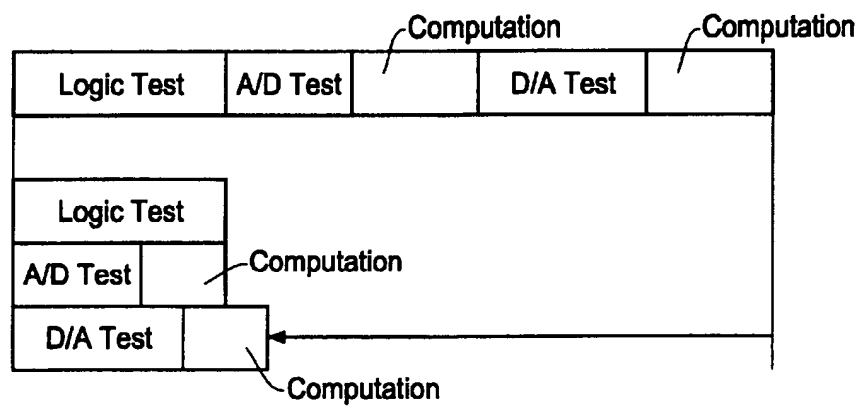 Computation Computation
Logic Test A/D Test D/A Test
Logic Test
A/D Test Computation
D/A Test
Computation